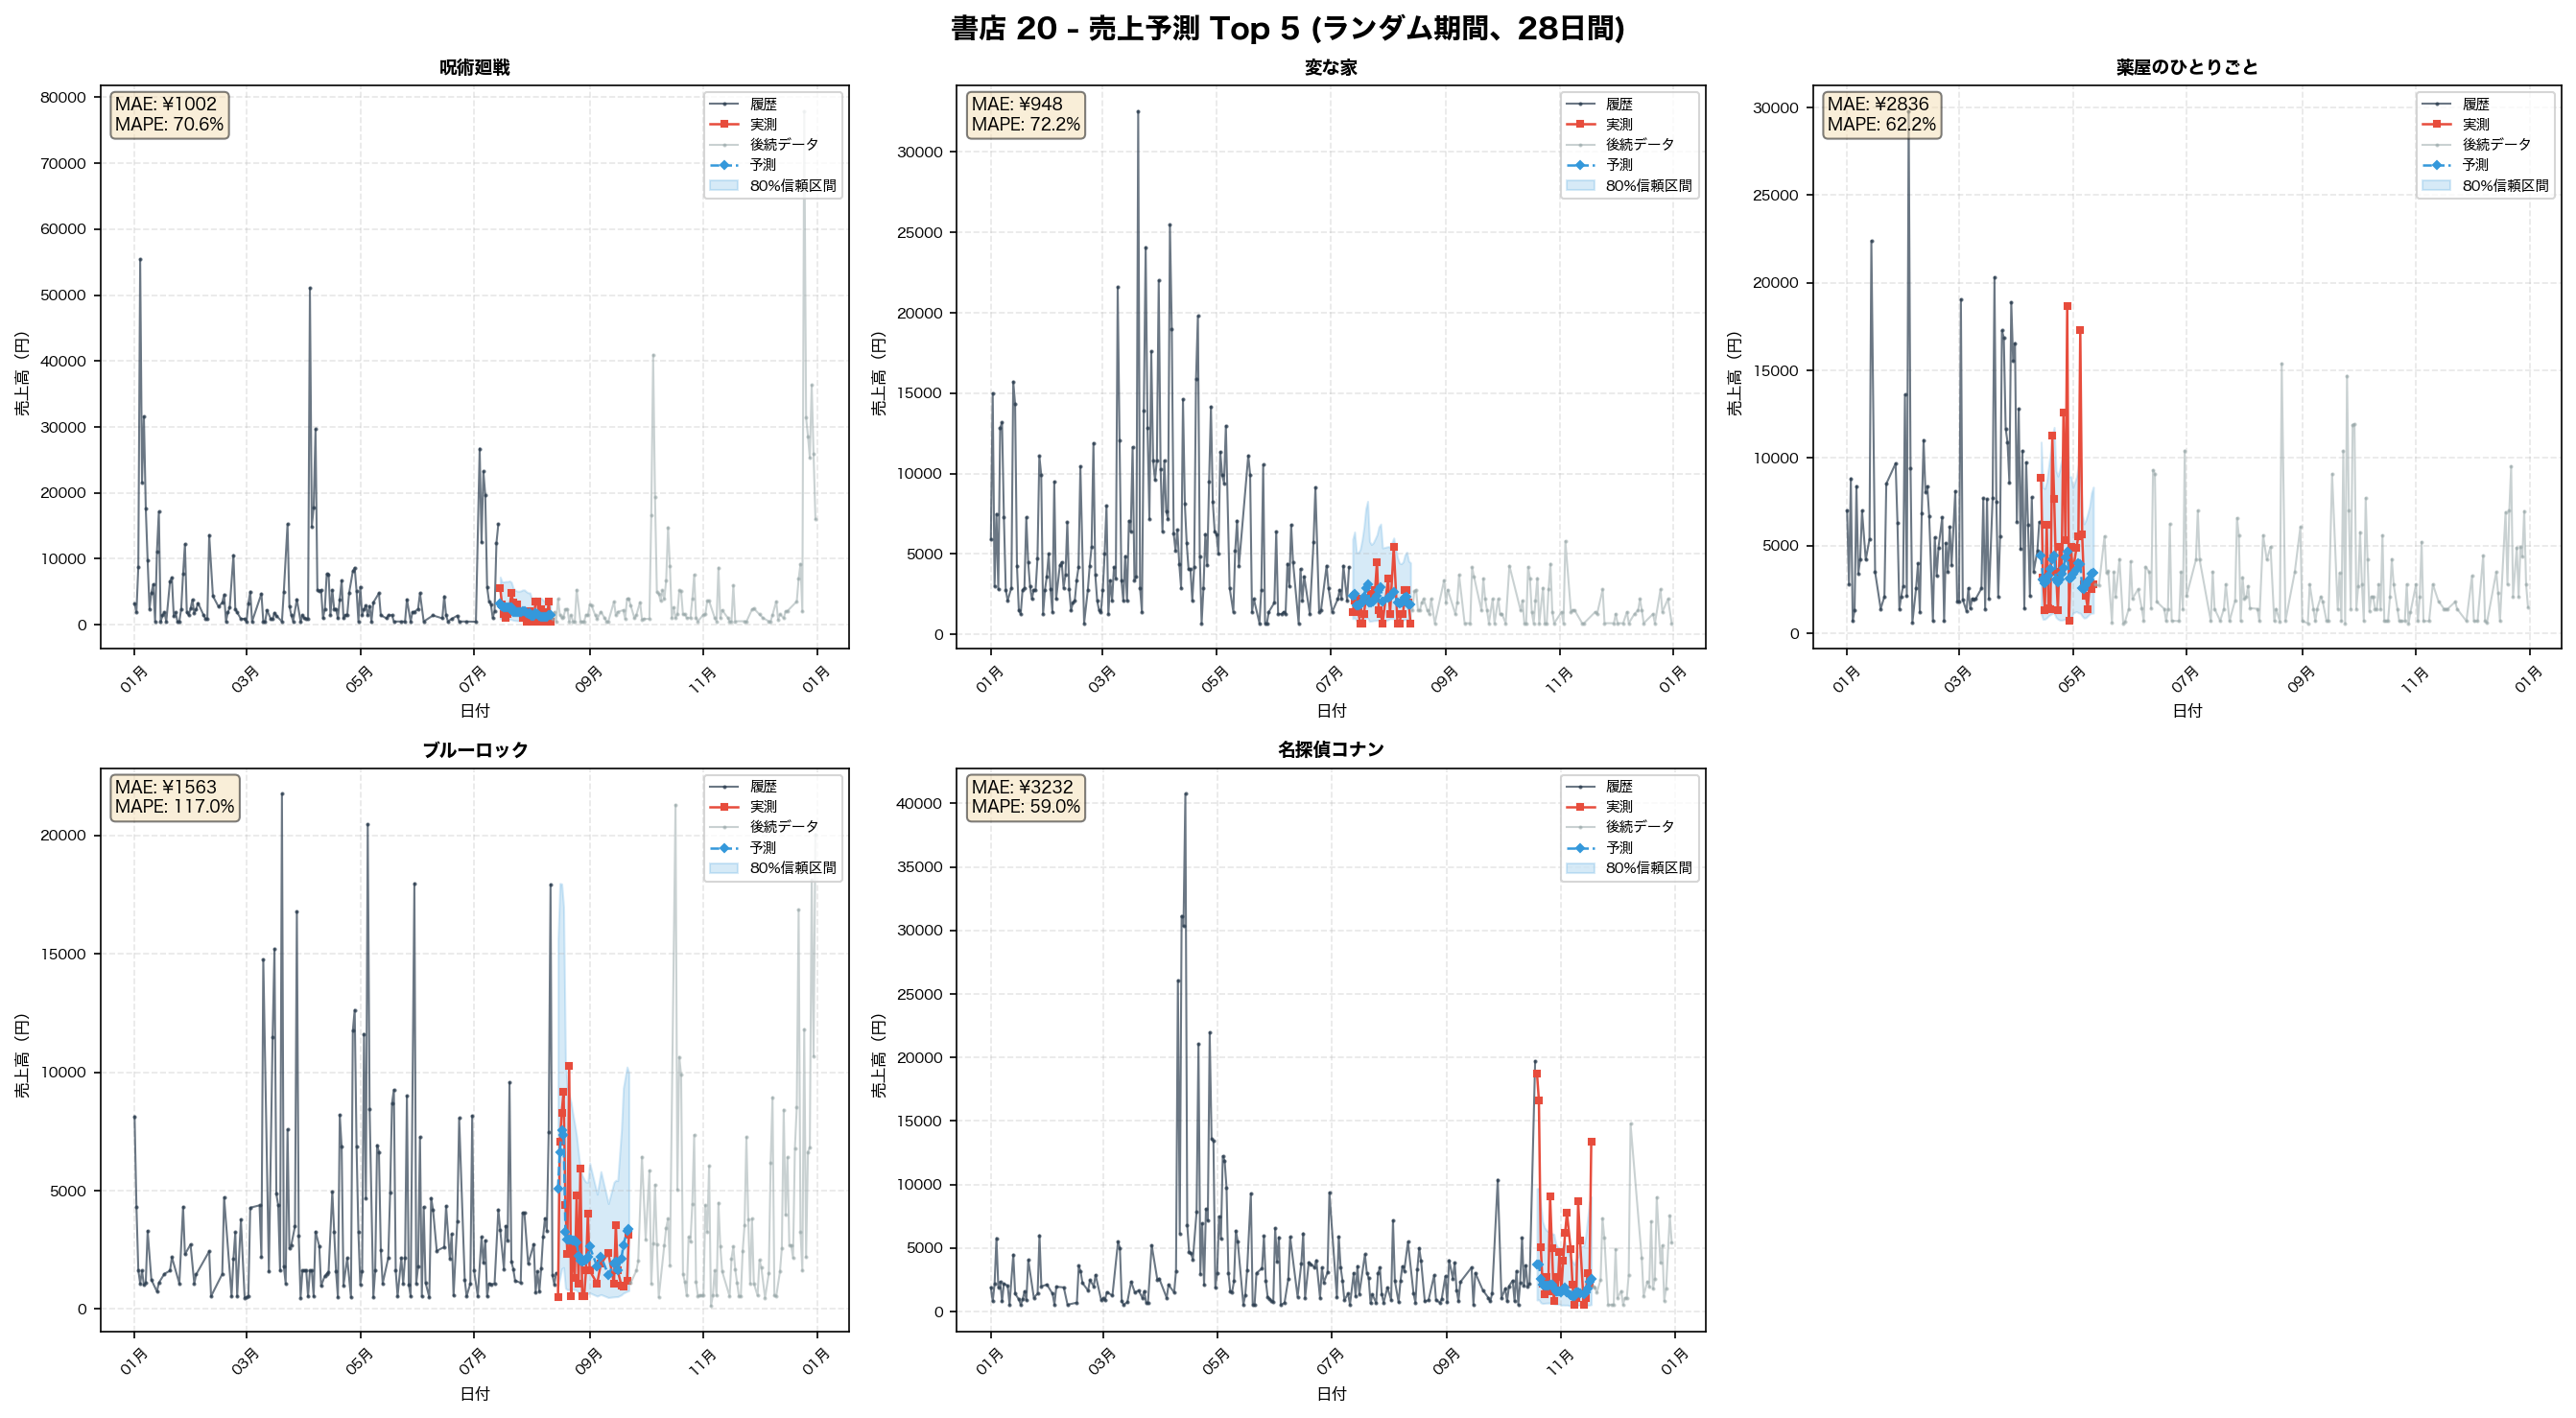 書店 20 - 売上予測 Top 5 (ランダム期間、28日間)
呪術廻戦
MAE: ¥1002
MAPE: 70.6%
履歴
実測
後続データ
予測
80%信頼区間
80000
70000
60000
50000
40000
30000
20000
10000
0
売上高（円）
01月
03月
05月
07月
09月
11月
01月
日付
変な家
MAE: ¥948
MAPE: 72.2%
履歴
実測
後続データ
予測
80%信頼区間
30000
25000
20000
15000
10000
5000
0
売上高（円）
01月
03月
05月
07月
09月
11月
01月
日付
薬屋のひとりごと
MAE: ¥2836
MAPE: 62.2%
履歴
実測
後続データ
予測
80%信頼区間
30000
25000
20000
15000
10000
5000
0
売上高（円）
01月
03月
05月
07月
09月
11月
01月
日付
ブルーロック
MAE: ¥1563
MAPE: 117.0%
履歴
実測
後続データ
予測
80%信頼区間
20000
15000
10000
5000
0
売上高（円）
01月
03月
05月
07月
09月
11月
01月
日付
名探偵コナン
MAE: ¥3232
MAPE: 59.0%
履歴
実測
後続データ
予測
80%信頼区間
40000
35000
30000
25000
20000
15000
10000
5000
0
売上高（円）
01月
03月
05月
07月
09月
11月
01月
日付